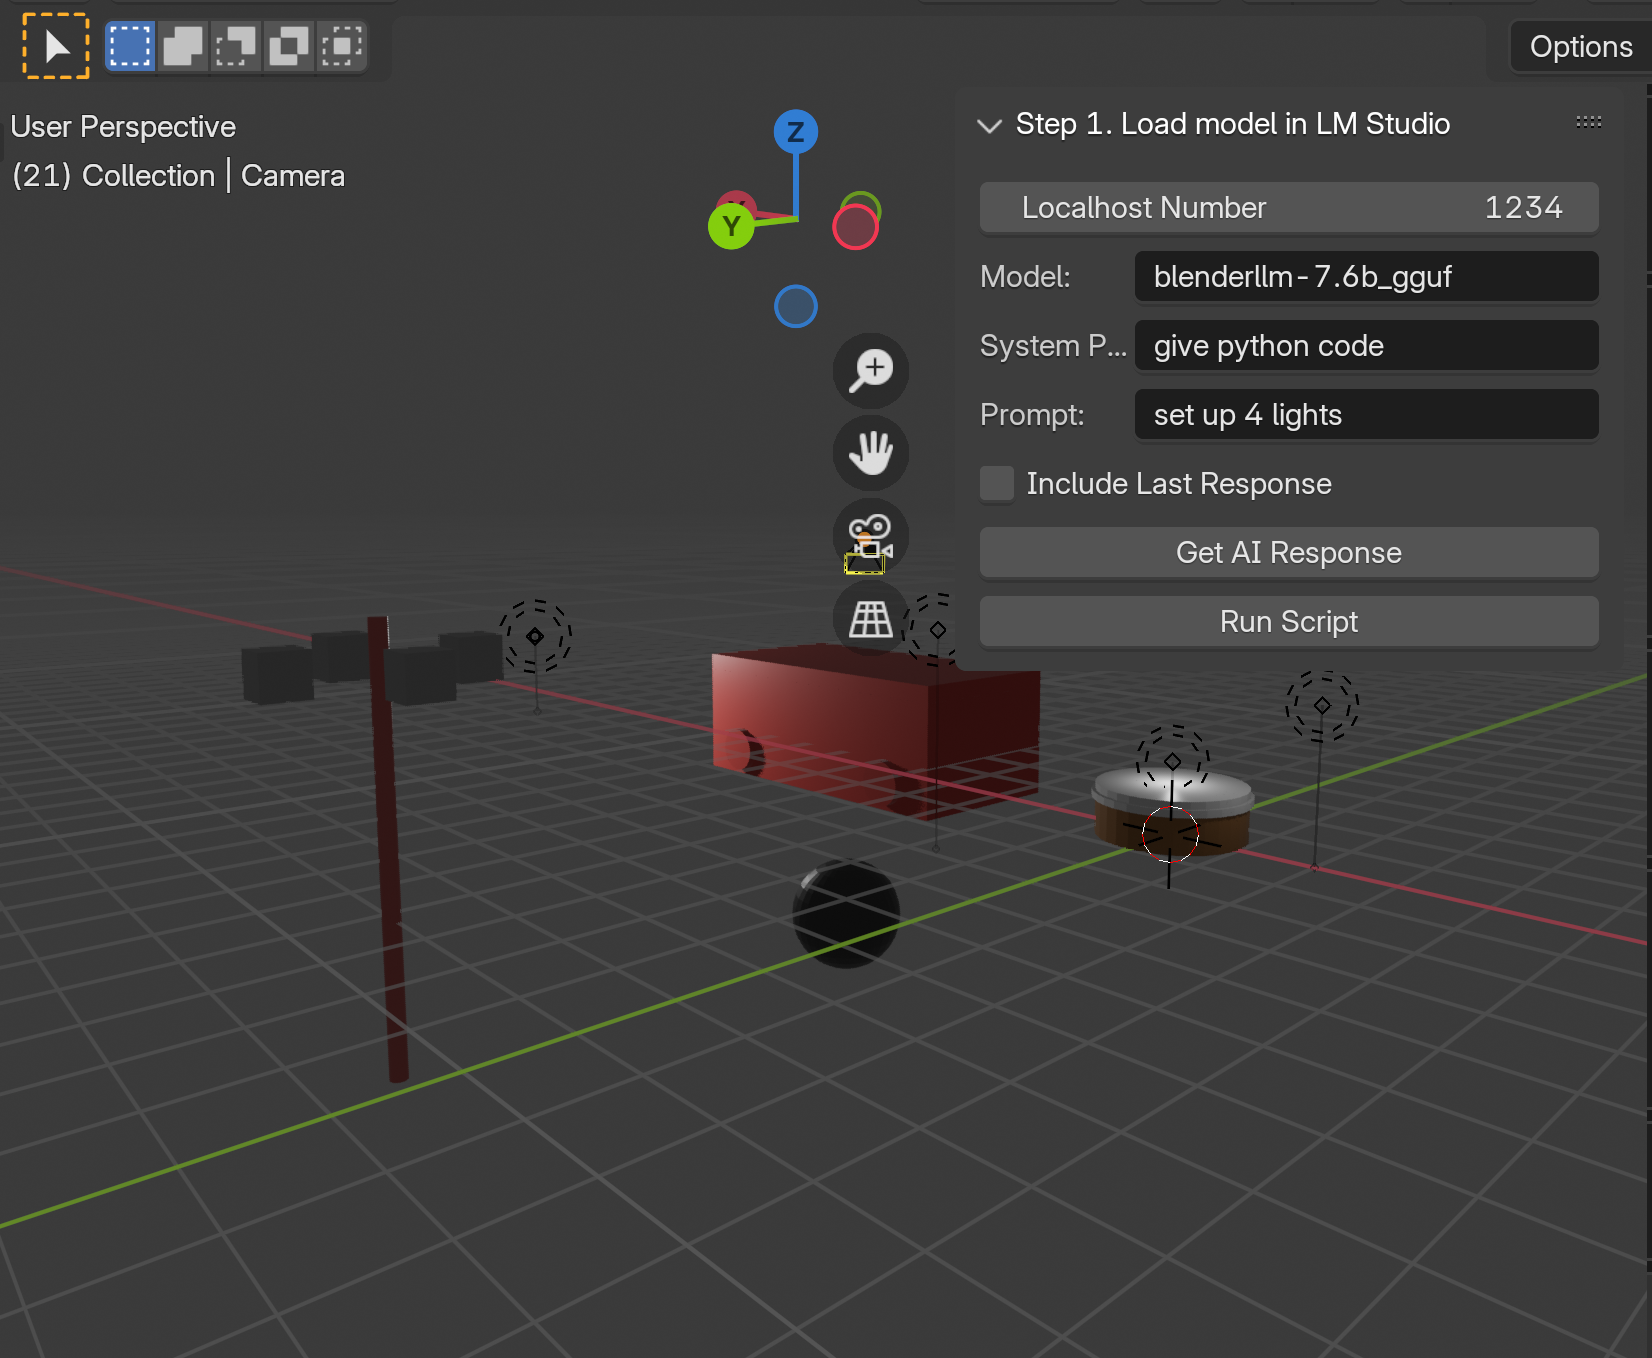 Options
User Perspective
(21) Collection | Camera
Z
X
Y
Step 1. Load model in LM Studio
Localhost Number 1234
Model: blenderllm-7.6b_gguf
System P... give python code
Prompt: set up 4 lights
Include Last Response
Get AI Response
Run Script